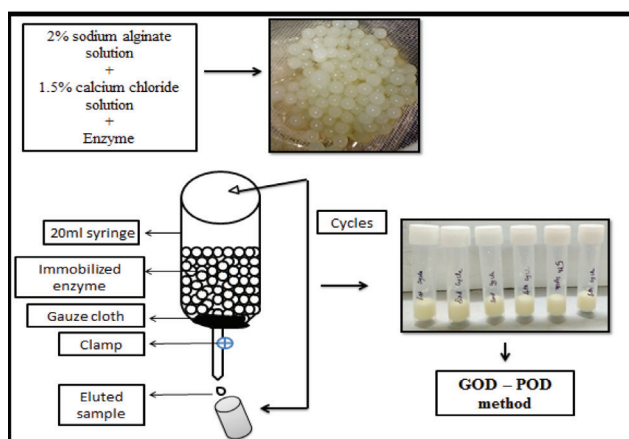 2% sodium alginate
solution
+
1.5% calcium chloride
solution
+
Enzyme
20ml syringe
Immobilized
enzyme
Gauze cloth
Clamp
Eluted
sample
Cycles
GOD – POD
method